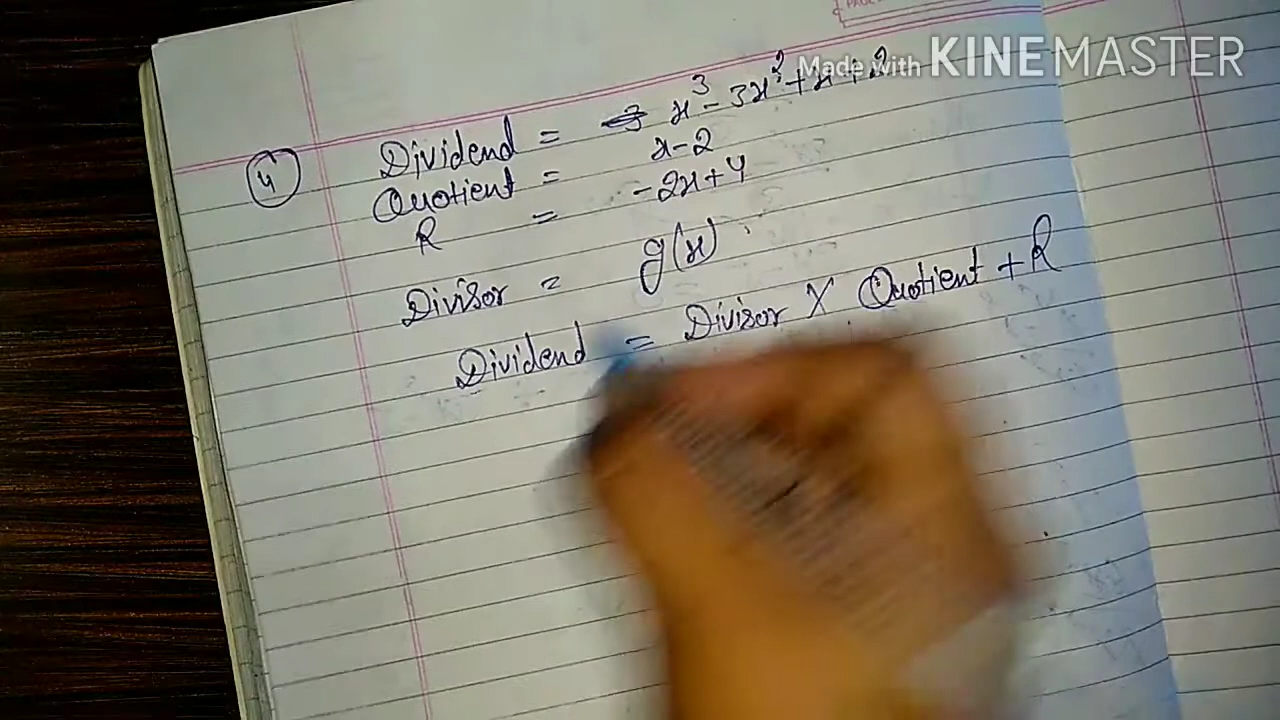 Made with KINEMASTER
④ Dividend = x³ - 3x² + x + 2
Quotient = x - 2
R = -2x + 4
Divisor = g(x)
Dividend = Divisor X Quotient + R